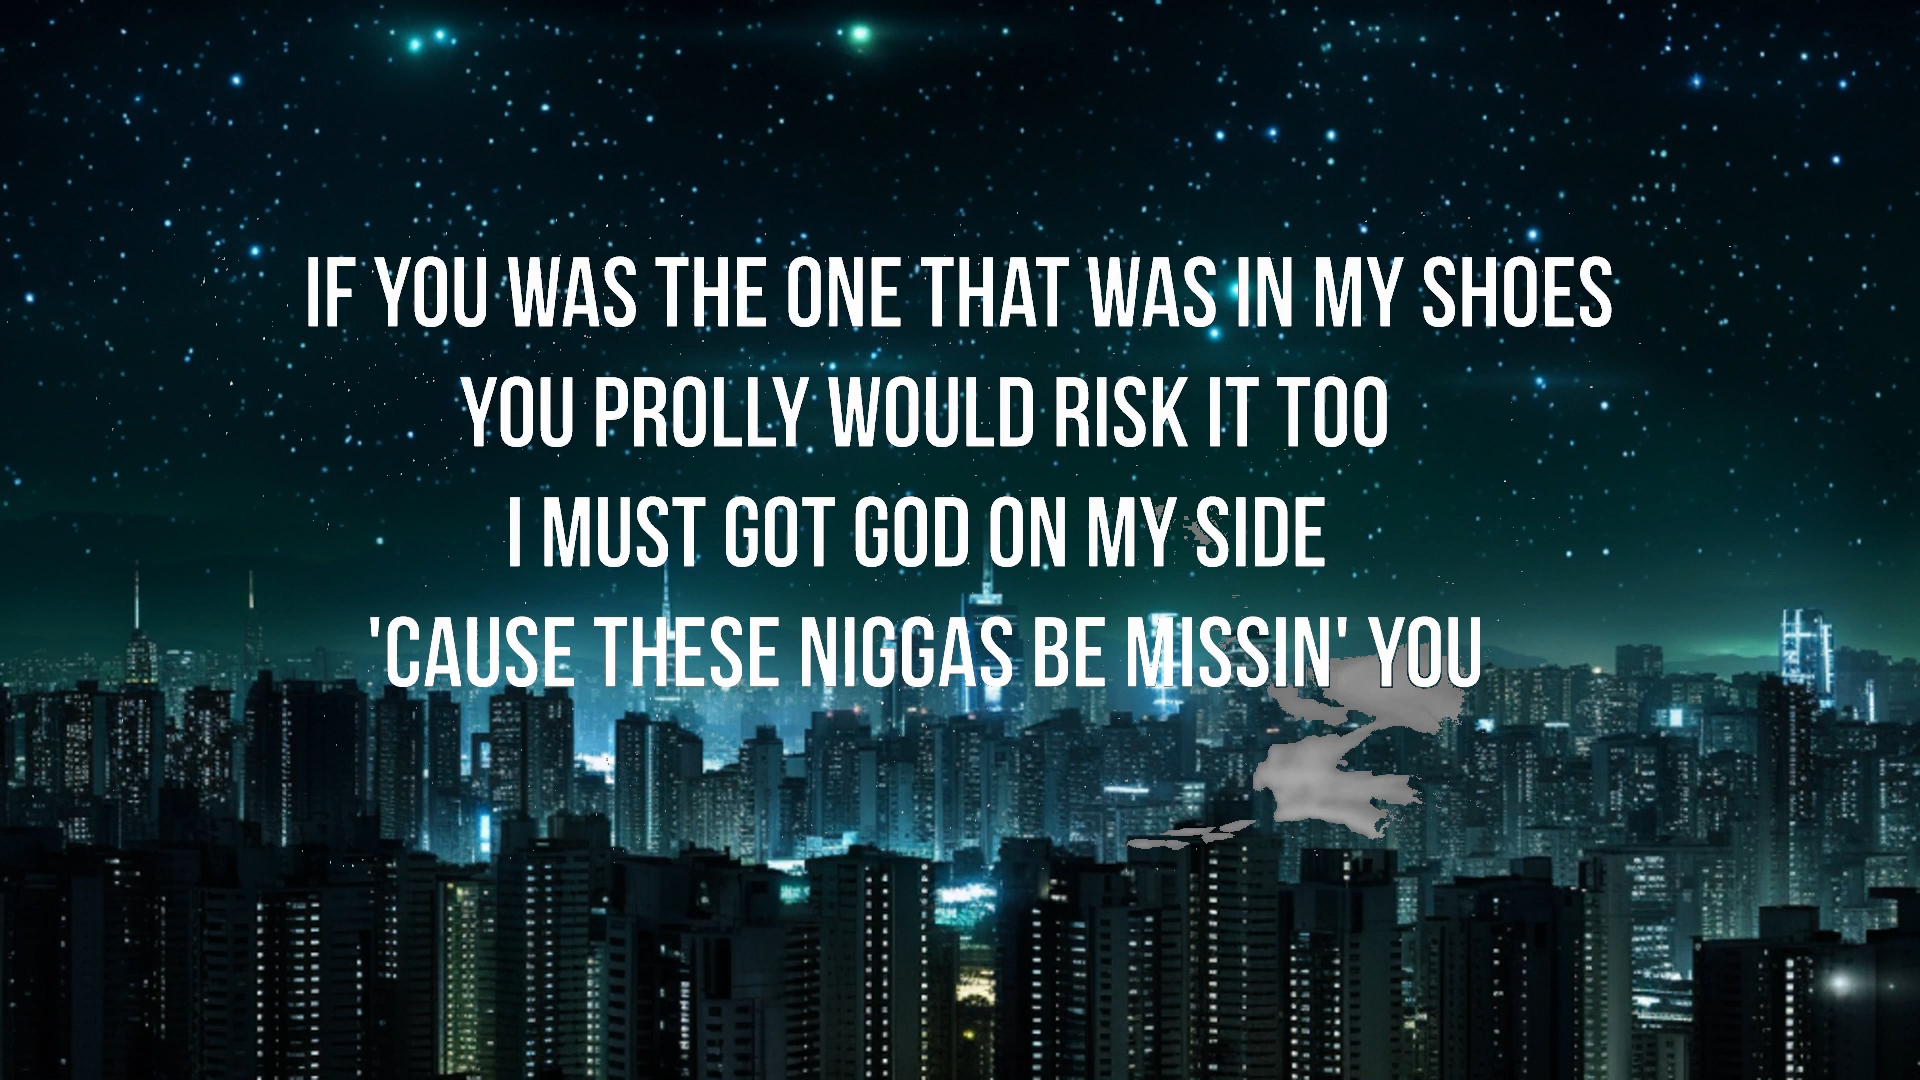 IF YOU WAS THE ONE THAT WAS IN MY SHOES
YOU PROLLY WOULD RISK IT TOO
I MUST GOT GOD ON MY SIDE
'CAUSE THESE NIGGAS BE MISSIN' YOU